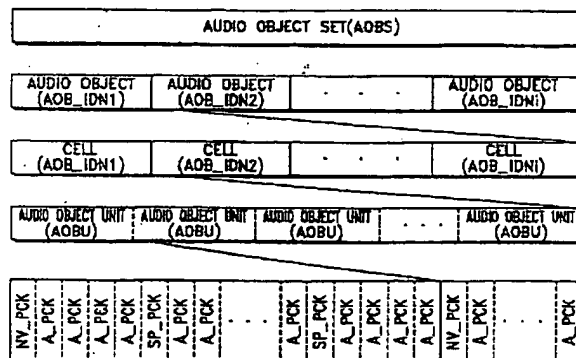 AUDIO OBJECT SET(AOBS)
AUDIO OBJECT AUDIO OBJECT . . . AUDIO OBJECT
(AOB_IDN1) (AOB_IDN2) (AOB_IDNi)
CELL CELL . . . CELL
(AOB_IDN1) (AOB_IDN2) (AOB_IDNi)
AUDIO OBJECT UNIT AUDIO OBJECT UNIT AUDIO OBJECT UNIT . . . AUDIO OBJECT UNIT
(AOBU) (AOBU) (AOBU) (AOBU)
NV_PCK
A_PCK
A_PCK
A_PCK
A_PCK
SP_PCK
A_PCK
A_PCK
. . .
A_PCK
SP_PCK
A_PCK
A_PCK
A_PCK
A_PCK
NV_PCK
A_PCK
. . .
A_PCK